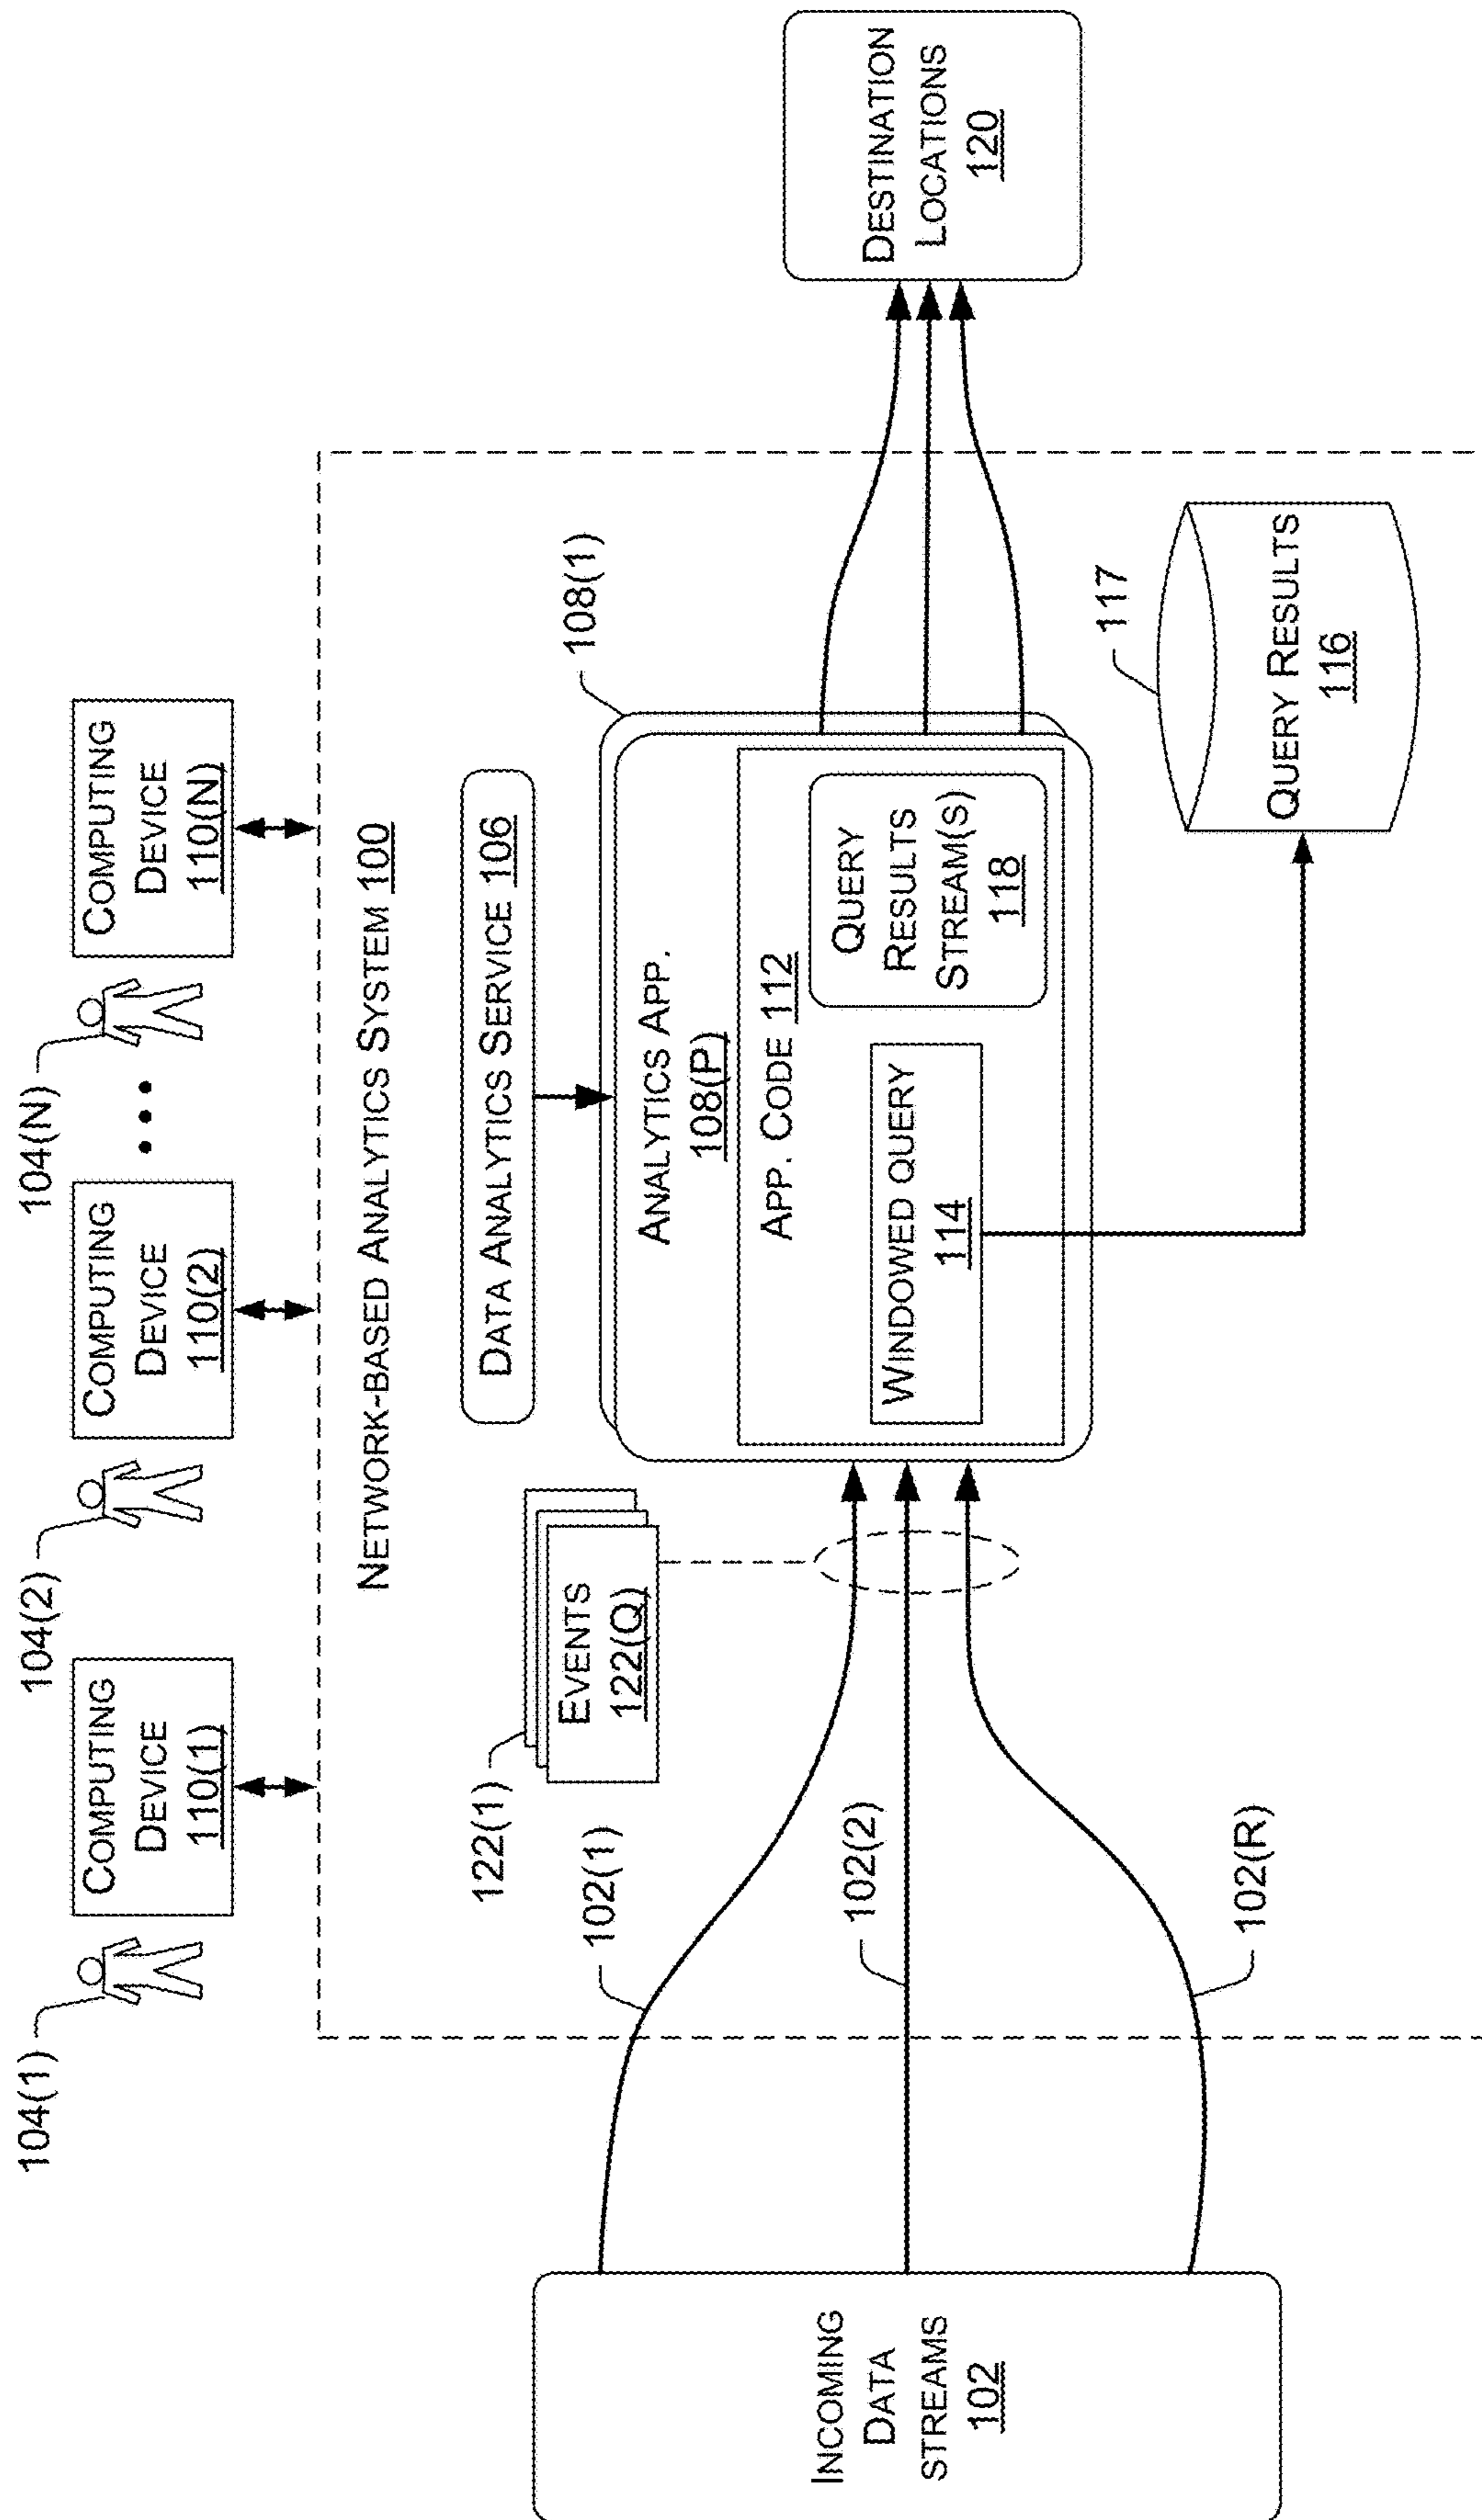 104(1)
COMPUTING
DEVICE
110(1)
104(2)
COMPUTING
DEVICE
110(2)
104(N)
COMPUTING
DEVICE
110(N)
NETWORK-BASED ANALYTICS SYSTEM 100
DATA ANALYTICS SERVICE 106
122(1)
EVENTS
122(Q)
108(1)
ANALYTICS APP.
108(P)
APP. CODE 112
WINDOWED QUERY
114
QUERY
RESULTS
STREAM(S)
118
102(1)
102(2)
102(R)
INCOMING
DATA
STREAMS
102
117
QUERY RESULTS
116
DESTINATION
LOCATIONS
120